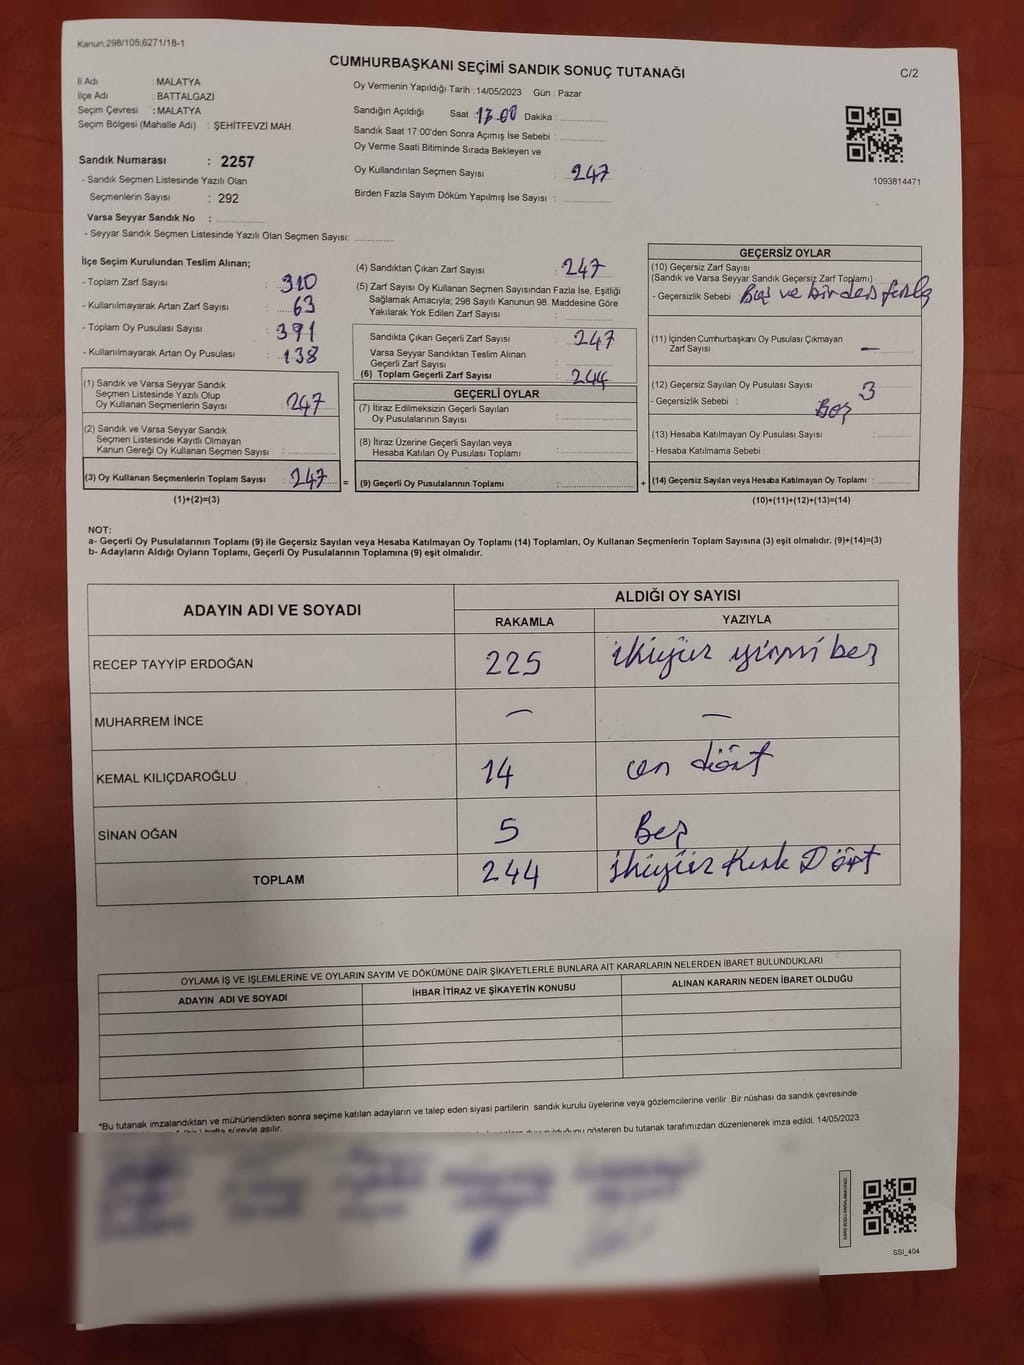 Kanun;298/105;6271/18-1
CUMHURBAŞKANI SEÇİMİ SANDIK SONUÇ TUTANAĞI
C/2
İl Adı : MALATYA
İlçe Adı : BATTALGAZİ
Seçim Çevresi : MALATYA
Seçim Bölgesi (Mahalle Adı) : ŞEHİTFEVZİ MAH.
Sandık Numarası : 2257
- Sandık Seçmen Listesinde Yazılı Olan
Seçmenlerin Sayısı : 292
Varsa Seyyar Sandık No :
- Seyyar Sandık Seçmen Listesinde Yazılı Olan Seçmen Sayısı:
Oy Vermenin Yapıldığı Tarih : 14/05/2023 Gün : Pazar
Sandığın Açıldığı Saat : 17.00 Dakika :
Sandık Saat 17:00'den Sonra Açımış İse Sebebi :
Oy Verme Saati Bitiminde Sırada Bekleyen ve
Oy Kullandırılan Seçmen Sayısı : 247
Birden Fazla Sayım Döküm Yapılmış İse Sayısı :
1093814471
İlçe Seçim Kurulundan Teslim Alınan;
- Toplam Zarf Sayısı : 310
- Kullanılmayarak Artan Zarf Sayısı : 63
- Toplam Oy Pusulası Sayısı : 391
- Kullanılmayarak Artan Oy Pusulası : 138
(1) Sandık ve Varsa Seyyar Sandık
Seçmen Listesinde Yazılı Olup
Oy Kullanan Seçmenlerin Sayısı : 247
(2) Sandık ve Varsa Seyyar Sandık
Seçmen Listesinde Kayıtlı Olmayan
Kanun Gereği Oy Kullanan Seçmen Sayısı :
(3) Oy Kullanan Seçmenlerin Toplam Sayısı : 247 =
(1)+(2)=(3)
(4) Sandıktan Çıkan Zarf Sayısı : 247
(5) Zarf Sayısı Oy Kullanan Seçmen Sayısından Fazla İse, Eşitliği
Sağlamak Amacıyla; 298 Sayılı Kanunun 98. Maddesine Göre
Yakılarak Yok Edilen Zarf Sayısı :
Sandıkta Çıkan Geçerli Zarf Sayısı : 247
Varsa Seyyar Sandıktan Teslim Alınan
Geçerli Zarf Sayısı :
(6) Toplam Geçerli Zarf Sayısı : 244
GEÇERLİ OYLAR
(7) İtiraz Edilmeksizin Geçerli Sayılan
Oy Pusulalarının Sayısı :
(8) İtiraz Üzerine Geçerli Sayılan veya
Hesaba Katılan Oy Pusulası Toplamı :
(9) Geçerli Oy Pusulalarının Toplamı : +
GEÇERSİZ OYLAR
(10) Geçersiz Zarf Sayısı
(Sandık ve Varsa Seyyar Sandık Geçersiz Zarf Toplamı) :
- Geçersizlik Sebebi : Boş ve birden fazla
(11) İçinden Cumhurbaşkanı Oy Pusulası Çıkmayan
Zarf Sayısı : —
(12) Geçersiz Sayılan Oy Pusulası Sayısı : 3
- Geçersizlik Sebebi : Boş
(13) Hesaba Katılmayan Oy Pusulası Sayısı :
- Hesaba Katılmama Sebebi :
(14) Geçersiz Sayılan veya Hesaba Katılmayan Oy Toplamı :
(10)+(11)+(12)+(13)=(14)
NOT:
a- Geçerli Oy Pusulalarının Toplamı (9) ile Geçersiz Sayılan veya Hesaba Katılmayan Oy Toplamı (14) Toplamları, Oy Kullanan Seçmenlerin Toplam Sayısına (3) eşit olmalıdır. (9)+(14)=(3)
b- Adayların Aldığı Oyların Toplamı, Geçerli Oy Pusulalarının Toplamına (9) eşit olmalıdır.
ADAYIN ADI VE SOYADI
ALDIĞI OY SAYISI
RAKAMLA YAZIYLA
RECEP TAYYİP ERDOĞAN 225 ikiyüz yirmi beş
MUHARREM İNCE — —
KEMAL KILIÇDAROĞLU 14 on dört
SİNAN OĞAN 5 Beş
TOPLAM 244 ikiyüz Kırk Dört
OYLAMA İŞ VE İŞLEMLERİNE VE OYLARIN SAYIM VE DÖKÜMÜNE DAİR ŞİKAYETLERLE BUNLARA AİT KARARLARIN NELERDEN İBARET BULUNDUKLARI
ADAYIN ADI VE SOYADI İHBAR İTİRAZ VE ŞİKAYETİN KONUSU ALINAN KARARIN NEDEN İBARET OLDUĞU
*Bu tutanak imzalandıktan ve mühürlendikten sonra seçime katılan adayların ve talep eden siyasi partilerin sandık kurulu üyelerine veya gözlemcilerine verilir .Bir nüshası da sandık çevresinde
hafta süreyle asılır. gösteren bu tutanak tarafımızdan düzenlenerek imza edildi. 14/05/2023
SSİ_404